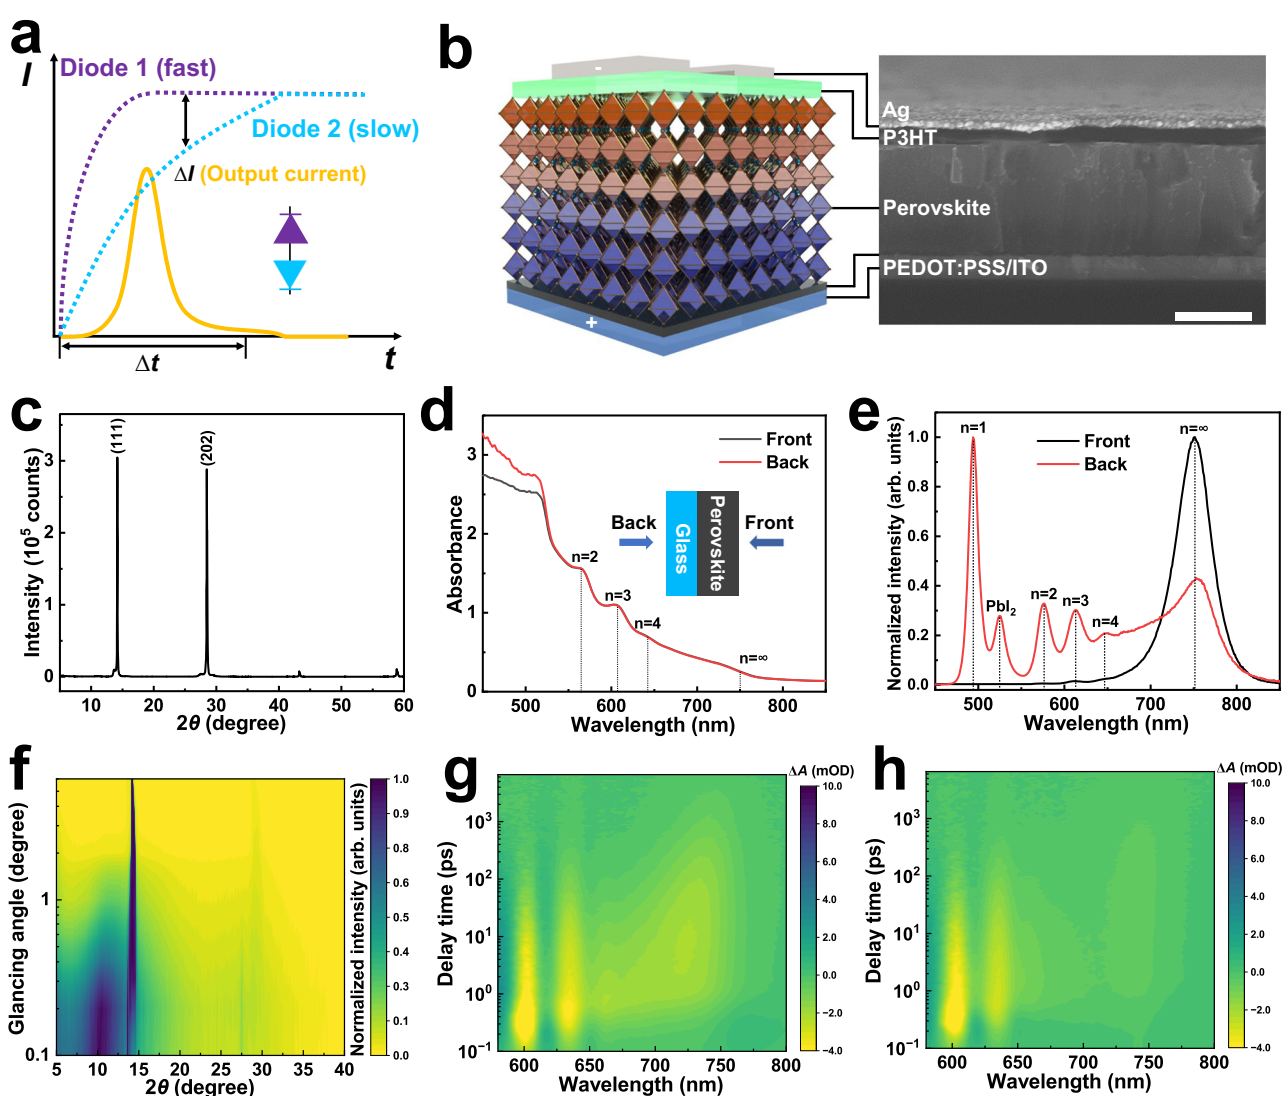 a
I
Diode 1 (fast)
Diode 2 (slow)
ΔI (Output current)
Δt
t
b
-
+
Ag
P3HT
Perovskite
PEDOT:PSS/ITO
c
Intensity (10⁵ counts)
3
2
1
0
(111)
(202)
10 20 30 40 50 60
2θ (degree)
d
Absorbance
3
2
1
0
Front
Back
Back
Glass
Perovskite
Front
n=2
n=3
n=4
n=∞
500 600 700 800
Wavelength (nm)
e
Normalized intensity (arb. units)
1.0
0.8
0.6
0.4
0.2
0.0
n=1
Front
Back
n=∞
PbI₂
n=2
n=3
n=4
500 600 700 800
Wavelength (nm)
f
Glancing angle (degree)
1
0.1
5 10 15 20 25 30 35 40
2θ (degree)
Normalized intensity (arb. units)
1.0
0.9
0.8
0.7
0.6
0.5
0.4
0.3
0.2
0.1
0.0
g
Delay time (ps)
10³
10²
10¹
10⁰
10⁻¹
600 650 700 750 800
Wavelength (nm)
ΔA (mOD)
10.0
8.0
6.0
4.0
2.0
0.0
−2.0
−4.0
h
Delay time (ps)
10³
10²
10¹
10⁰
10⁻¹
600 650 700 750 800
Wavelength (nm)
ΔA (mOD)
10.0
8.0
6.0
4.0
2.0
0.0
−2.0
−4.0